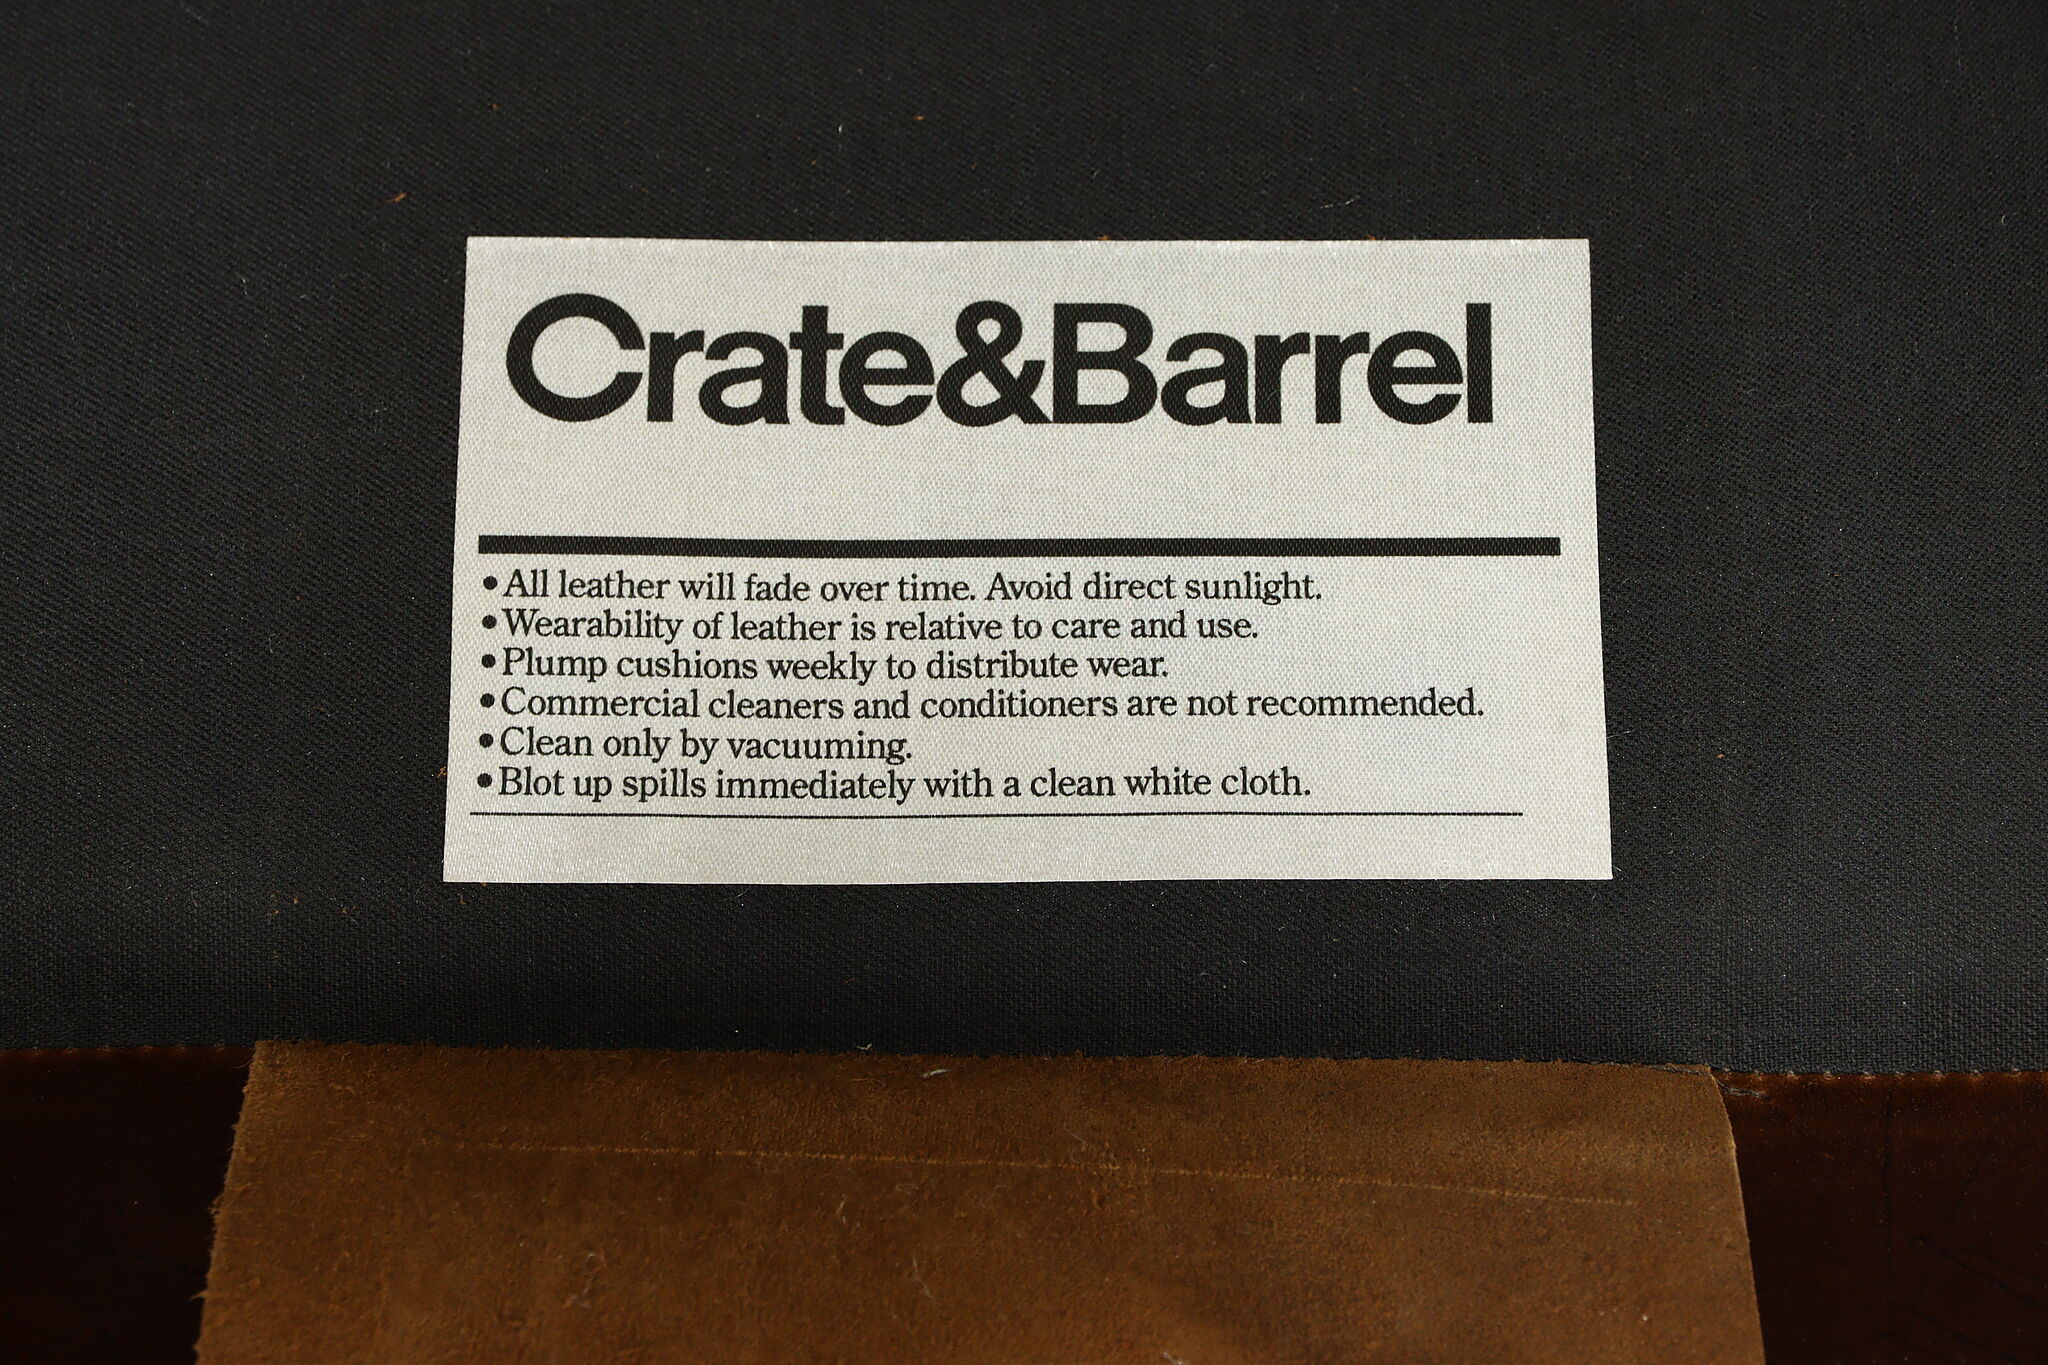 Crate&Barrel
•All leather will fade over time. Avoid direct sunlight.
•Wearability of leather is relative to care and use.
•Plump cushions weekly to distribute wear.
•Commercial cleaners and conditioners are not recommended.
•Clean only by vacuuming.
•Blot up spills immediately with a clean white cloth.